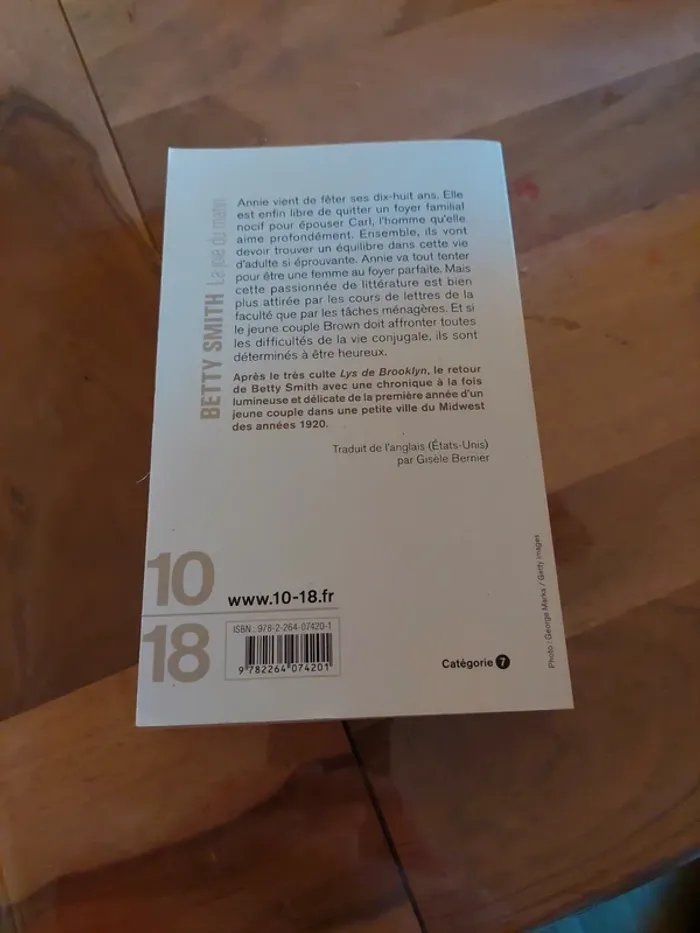 BETTY SMITH La joie du matin
Annie vient de fêter ses dix-huit ans. Elle
est enfin libre de quitter un foyer familial
nocif pour épouser Carl, l'homme qu'elle
aime profondément. Ensemble, ils vont
devoir trouver un équilibre dans cette vie
d'adulte si éprouvante. Annie va tout tenter
pour être une femme au foyer parfaite. Mais
cette passionnée de littérature est bien
plus attirée par les cours de lettres de la
faculté que par les tâches ménagères. Et si
le jeune couple Brown doit affronter toutes
les difficultés de la vie conjugale, ils sont
déterminés à être heureux.
Après le très culte Lys de Brooklyn, le retour
de Betty Smith avec une chronique à la fois
lumineuse et délicate de la première année d'un
jeune couple dans une petite ville du Midwest
des années 1920.
Traduit de l'anglais (États-Unis)
par Gisèle Bernier
10
18
www.10-18.fr
ISBN : 978-2-264-07420-1
9 782264 074201
Catégorie 7
Photo : George Marks / Getty Images